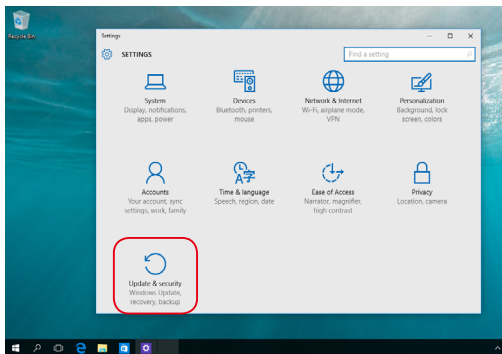 Recycle Bin
Settings
SETTINGS
Find a setting
System
Display, notifications,
apps, power
Devices
Bluetooth, printers,
mouse
Network & Internet
Wi-Fi, airplane mode,
VPN
Personalization
Background, lock
screen, colors
Accounts
Your account, sync
settings, work, family
Time & language
Speech, region, date
Ease of Access
Narrator, magnifier,
high contrast
Privacy
Location, camera
Update & security
Windows Update,
recovery, backup